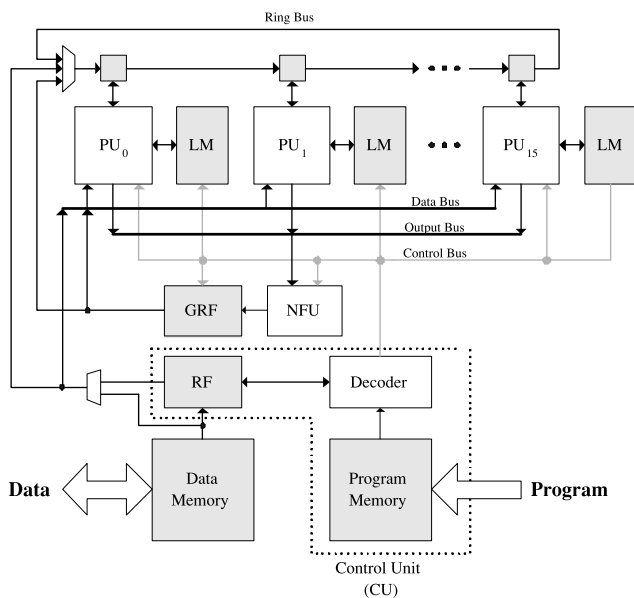 Ring Bus
PU0
LM
PU1
LM
PU15
LM
Data Bus
Output Bus
Control Bus
GRF
NFU
RF
Decoder
Data
Data
Memory
Program
Memory
Program
Control Unit
(CU)